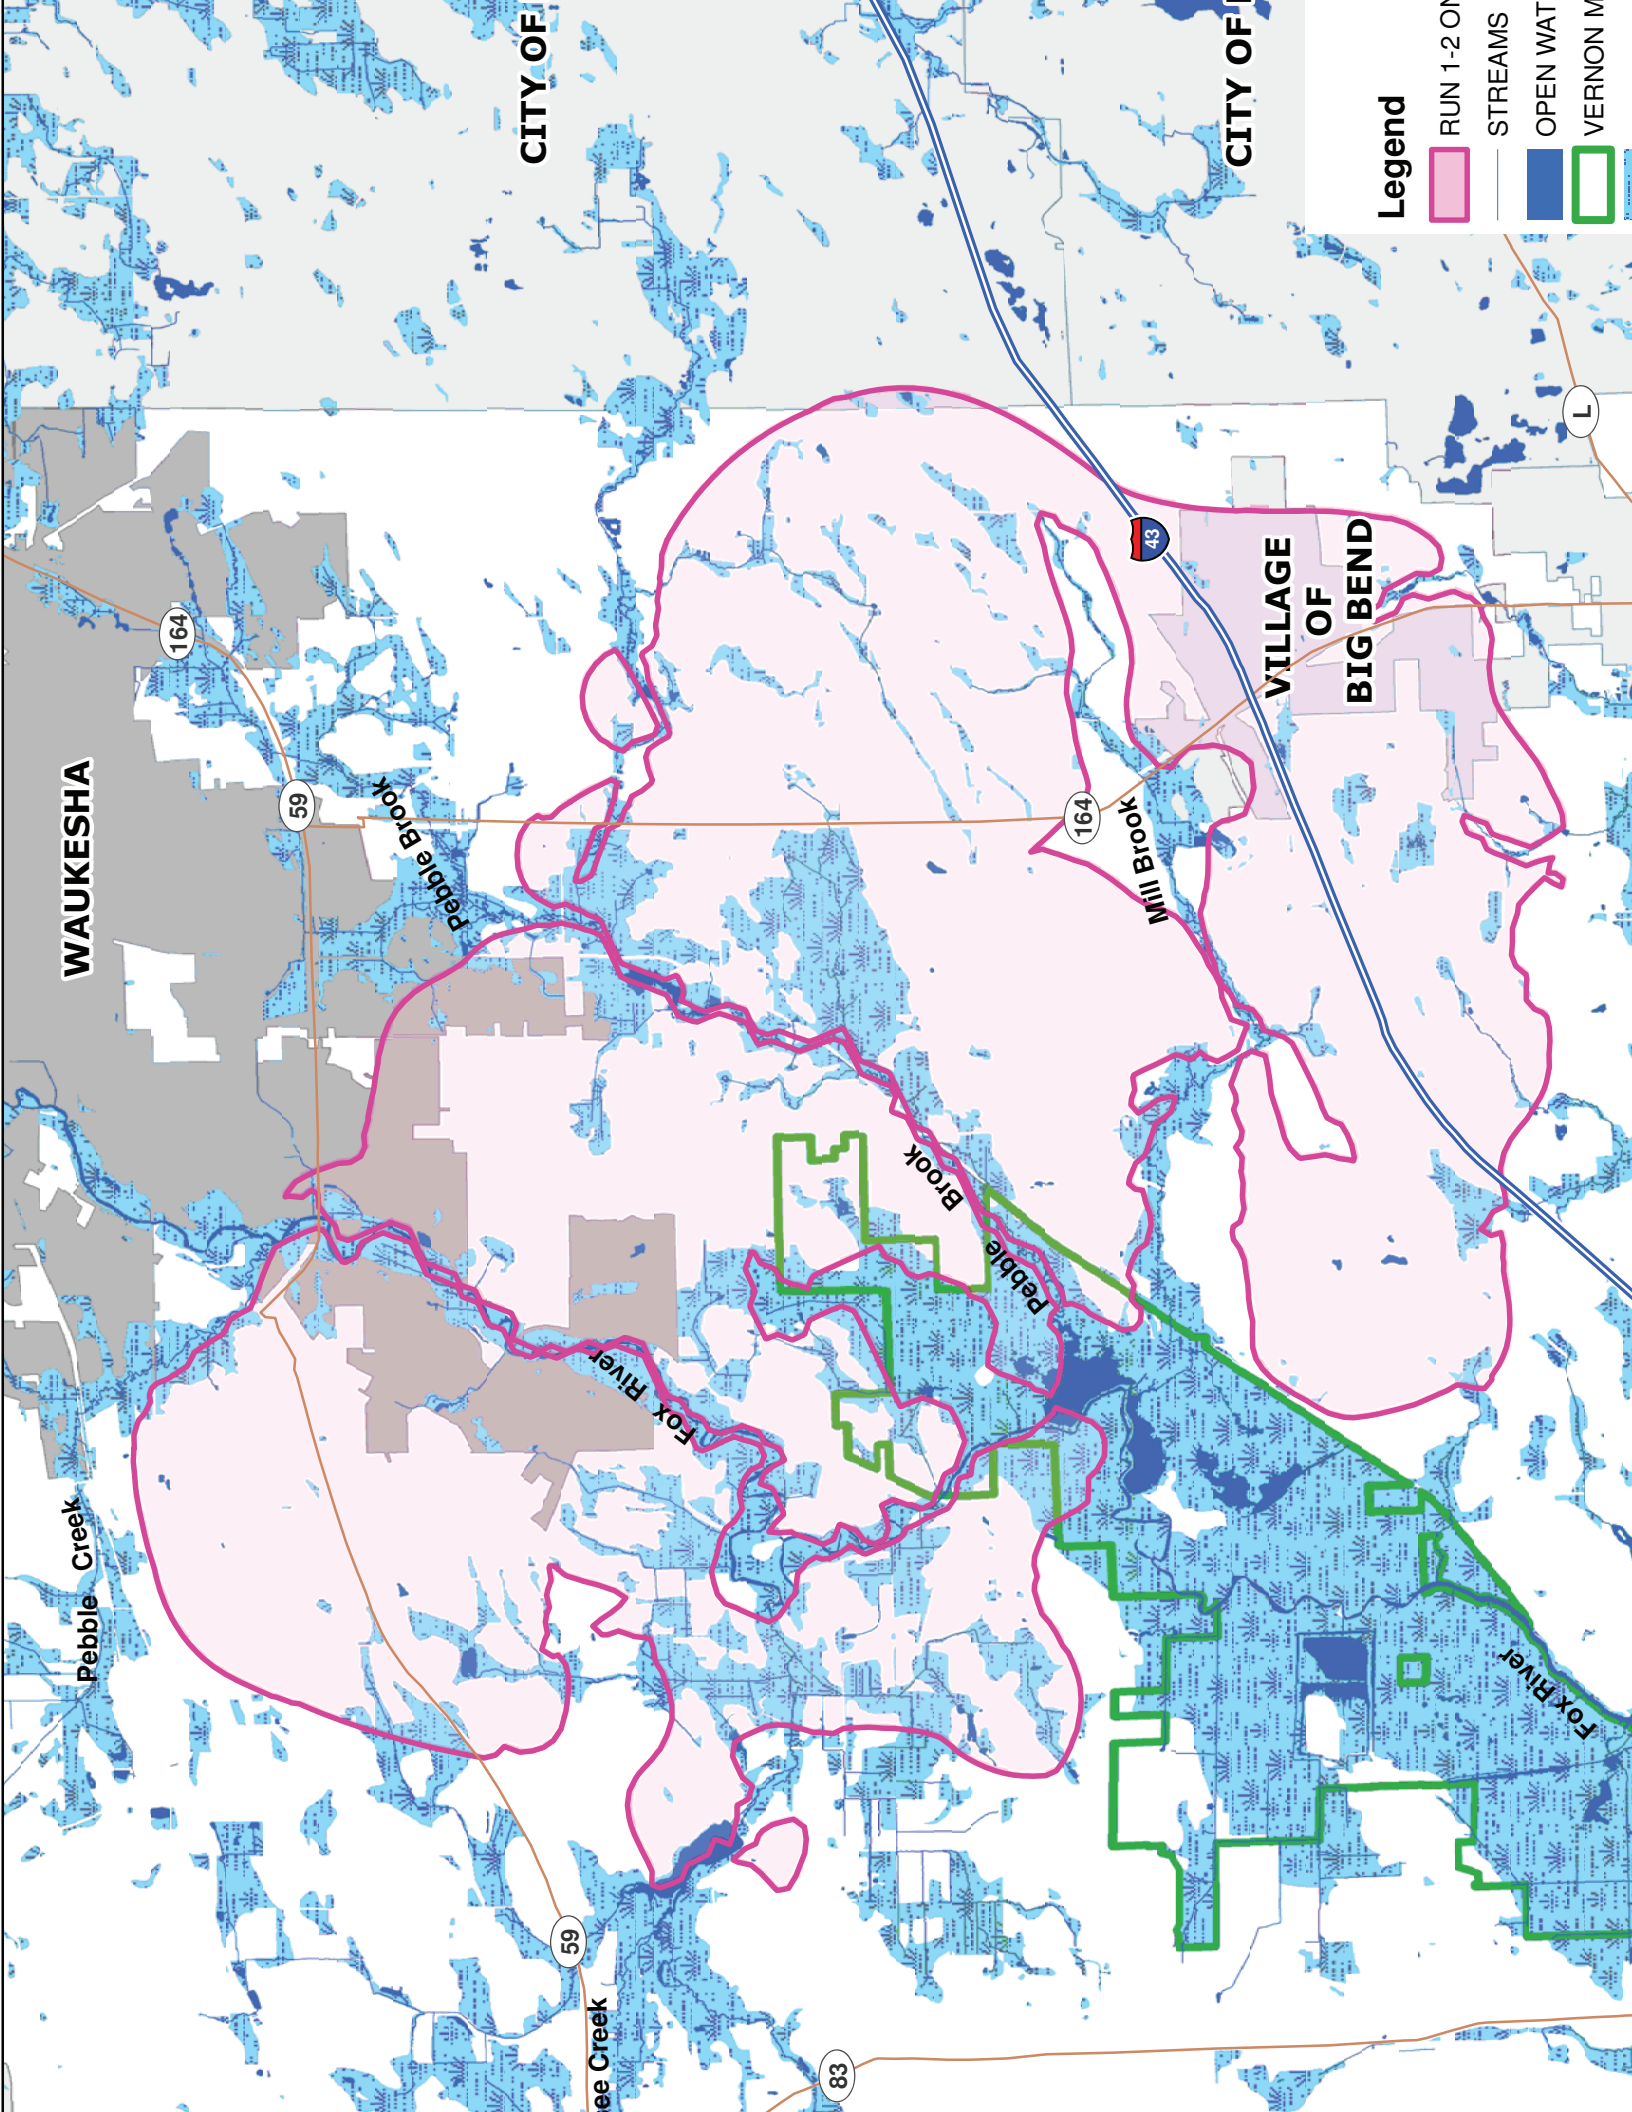 WAUKESHA
CITY OF
CITY OF
VILLAGE
OF
BIG BEND
Pebble Creek
Pebble Brook
Mill Brook
Pebble
Brook
Fox River
Fox River
ee Creek
164
59
164
43
59
83
L
Legend
RUN 1-2 ON
STREAMS
OPEN WAT
VERNON M